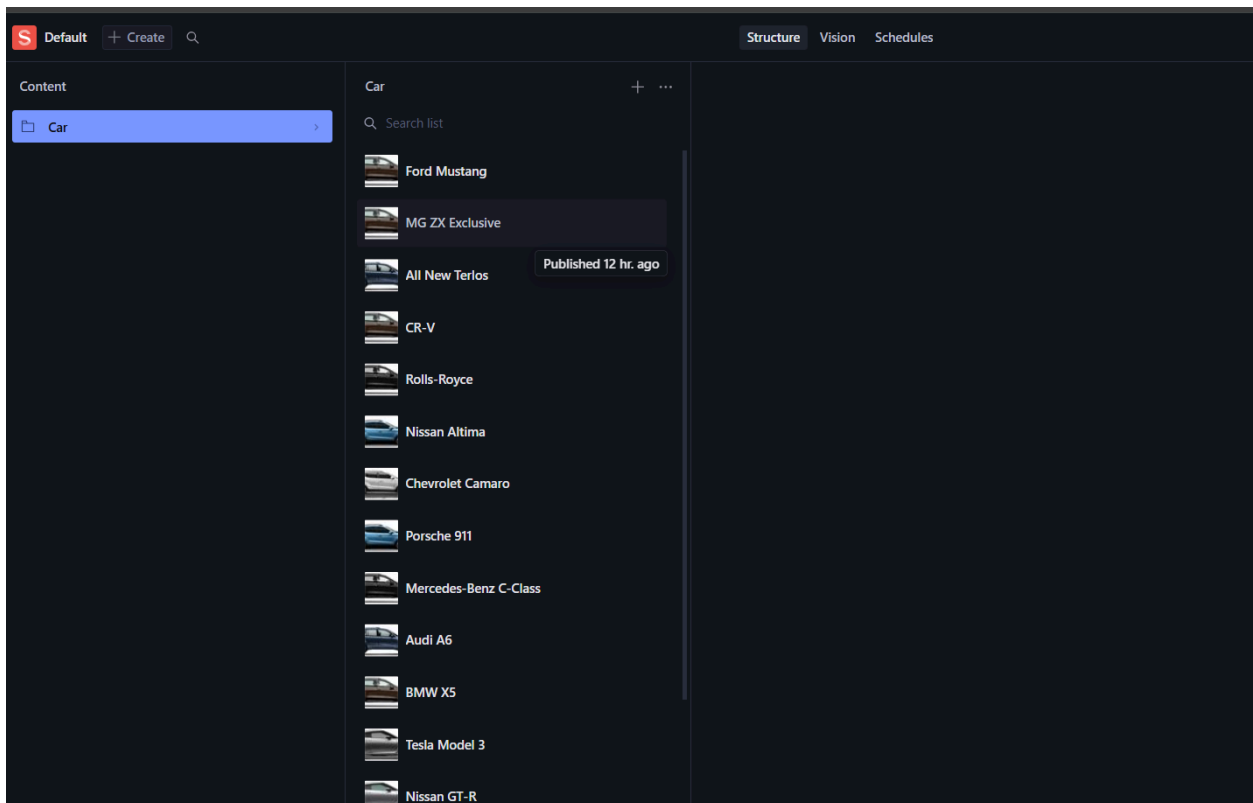 S Default + Create
Structure Vision Schedules
Content
Car
Car
Search list
Ford Mustang
MG ZX Exclusive
Published 12 hr. ago
All New Terlos
CR-V
Rolls-Royce
Nissan Altima
Chevrolet Camaro
Porsche 911
Mercedes-Benz C-Class
Audi A6
BMW X5
Tesla Model 3
Nissan GT-R